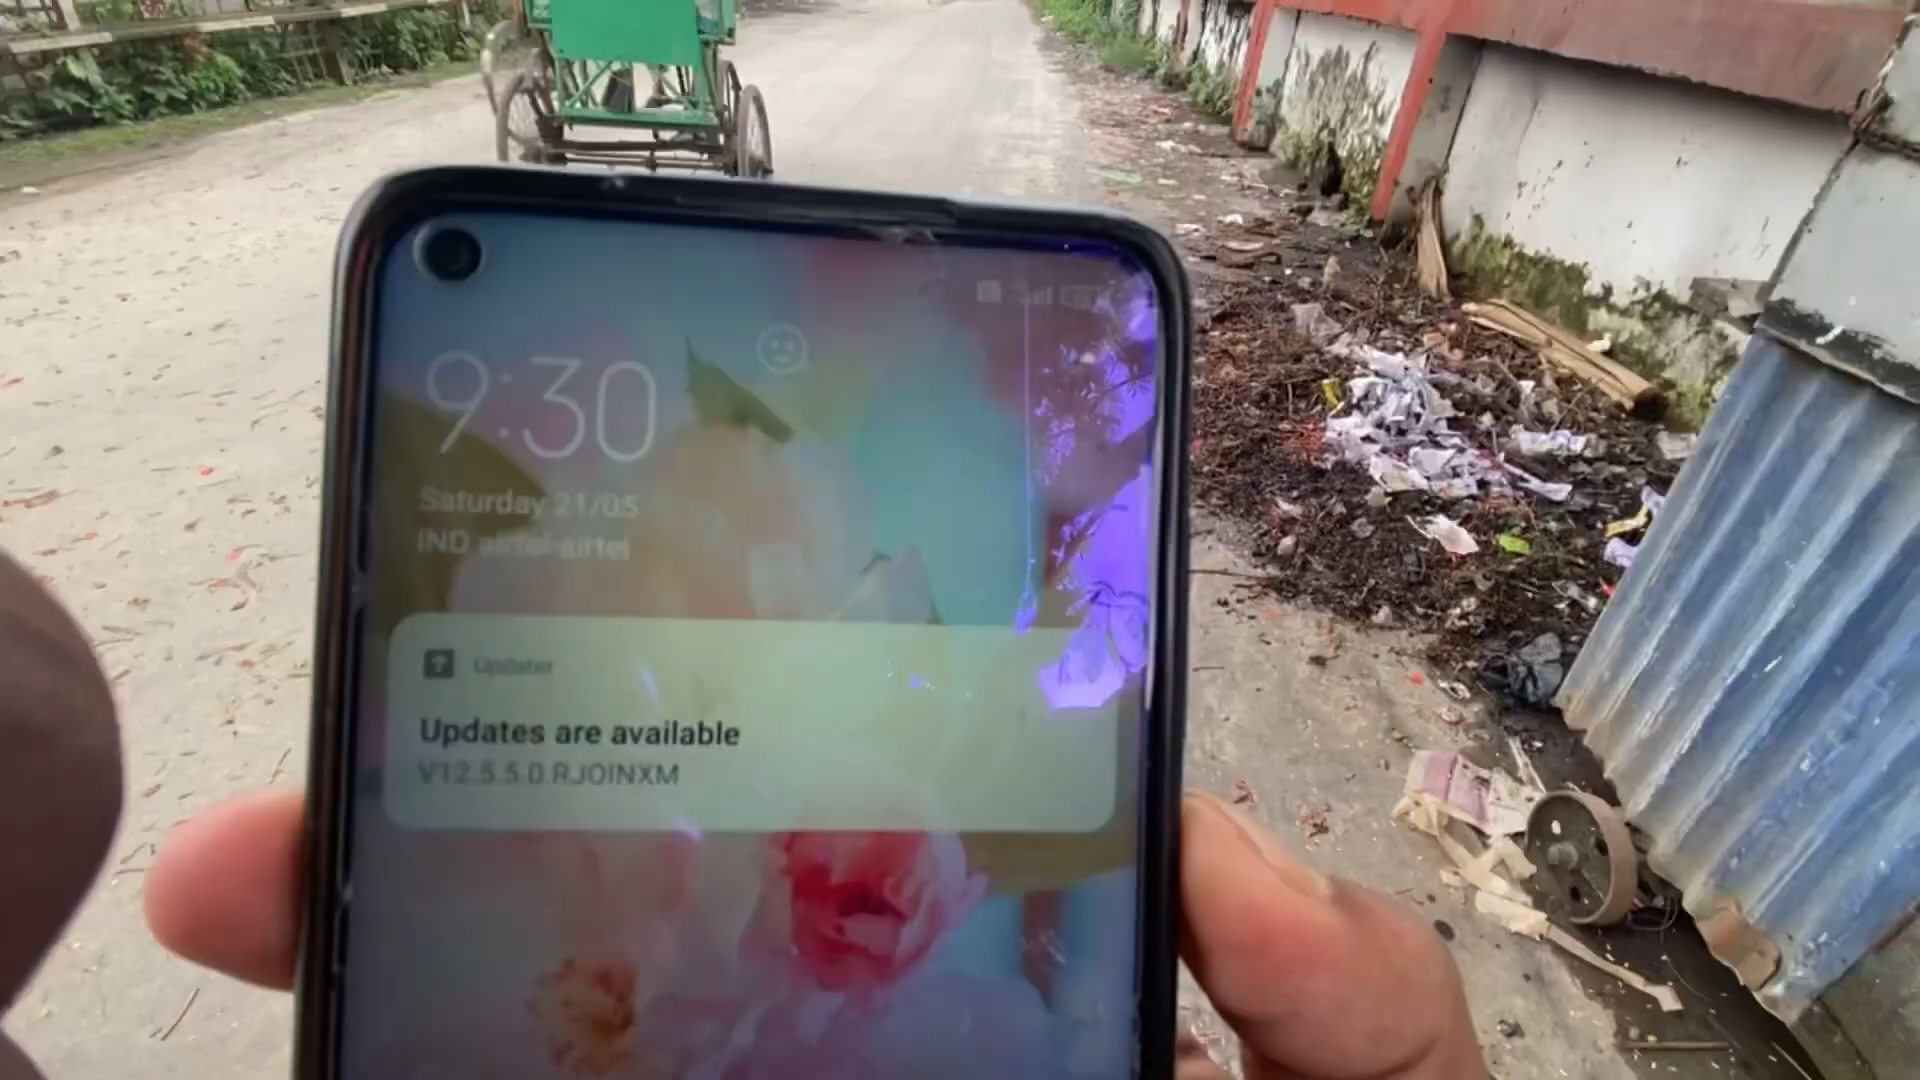 9:30
Saturday 21/05
IND airtel-airtel
Updater
Updates are available
V12.5.5.0.RJOINXM